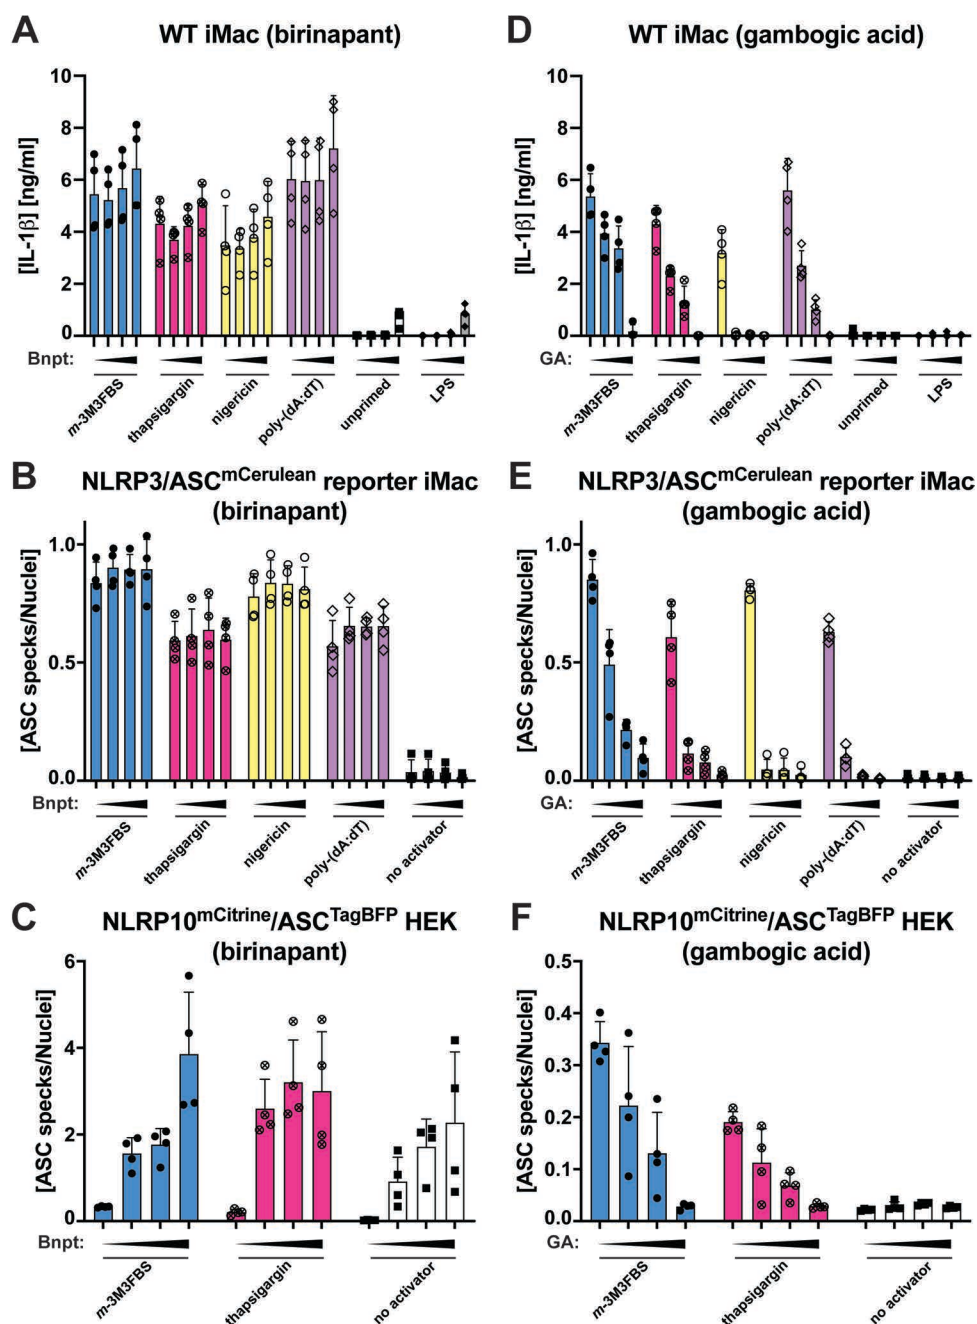 A
WT iMac (birinapant)
[IL-1β] [ng/ml]
10
8
6
4
2
0
Bnpt:
m-3M3FBS
thapsigargin
nigericin
poly-(dA:dT)
unprimed
LPS
D
WT iMac (gambogic acid)
[IL-1β] [ng/ml]
10
8
6
4
2
0
GA:
m-3M3FBS
thapsigargin
nigericin
poly-(dA:dT)
unprimed
LPS
B
NLRP3/ASCmCerulean reporter iMac
(birinapant)
[ASC specks/Nuclei]
1.0
0.5
0.0
Bnpt:
m-3M3FBS
thapsigargin
nigericin
poly-(dA:dT)
no activator
E
NLRP3/ASCmCerulean reporter iMac
(gambogic acid)
[ASC specks/Nuclei]
1.0
0.5
0.0
GA:
m-3M3FBS
thapsigargin
nigericin
poly-(dA:dT)
no activator
C
NLRP10mCitrine/ASCTagBFP HEK
(birinapant)
[ASC specks/Nuclei]
6
4
2
0
Bnpt:
m-3M3FBS
thapsigargin
no activator
F
NLRP10mCitrine/ASCTagBFP HEK
(gambogic acid)
[ASC specks/Nuclei]
0.5
0.4
0.3
0.2
0.1
0.0
GA:
m-3M3FBS
thapsigargin
no activator